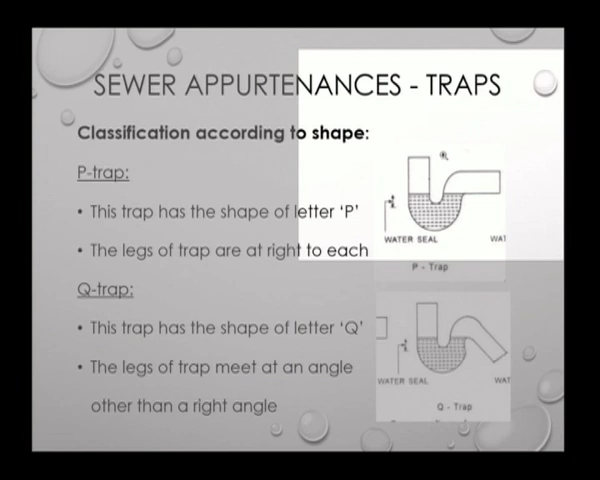 SEWER APPURTENANCES - TRAPS
Classification according to shape:
P-trap:
• This trap has the shape of letter 'P'
• The legs of trap are at right to each
WATER SEAL
WAT
P - Trap
Q-trap:
• This trap has the shape of letter 'Q'
• The legs of trap meet at an angle
other than a right angle
WATER SEAL
WAT
Q - Trap